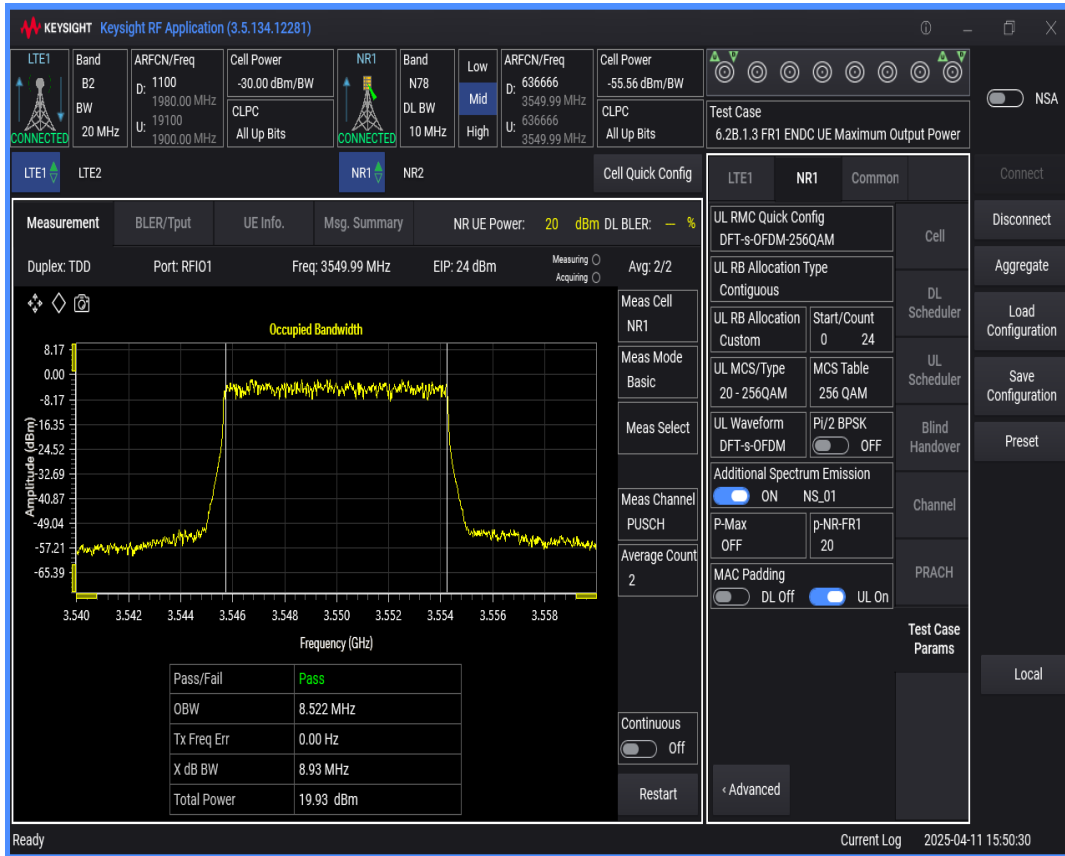 KEYSIGHT Keysight RF Application (3.5.134.12281)
LTE1
CONNECTED
Band
B2
BW
20 MHz
ARFCN/Freq
D: 1100
1980.00 MHz
U: 19100
1900.00 MHz
Cell Power
-30.00 dBm/BW
CLPC
All Up Bits
NR1
CONNECTED
Band
N78
DL BW
10 MHz
Low
Mid
High
ARFCN/Freq
D: 636666
3549.99 MHz
U: 636666
3549.99 MHz
Cell Power
-55.56 dBm/BW
CLPC
All Up Bits
Test Case
6.2B.1.3 FR1 ENDC UE Maximum Output Power
NSA
LTE1 LTE2
NR1 NR2
Cell Quick Config
Measurement BLER/Tput UE Info. Msg. Summary NR UE Power: 20 dBm DL BLER: — %
Duplex: TDD Port: RFIO1 Freq: 3549.99 MHz EIP: 24 dBm Measuring Avg: 2/2
Acquiring
Occupied Bandwidth
Amplitude (dBm)
8.17
0.00
-8.17
-16.35
-24.52
-32.69
-40.87
-49.04
-57.21
-65.39
3.540 3.542 3.544 3.546 3.548 3.550 3.552 3.554 3.556 3.558
Frequency (GHz)
Pass/Fail Pass
OBW 8.522 MHz
Tx Freq Err 0.00 Hz
X dB BW 8.93 MHz
Total Power 19.93 dBm
Meas Cell
NR1
Meas Mode
Basic
Meas Select
Meas Channel
PUSCH
Average Count
2
Continuous
Off
Restart
LTE1 NR1 Common
UL RMC Quick Config
DFT-s-OFDM-256QAM
UL RB Allocation Type
Contiguous
UL RB Allocation
Custom
Start/Count
0 24
UL MCS/Type
20 - 256QAM
MCS Table
256 QAM
UL Waveform
DFT-s-OFDM
Pi/2 BPSK
OFF
Additional Spectrum Emission
ON NS_01
P-Max
OFF
p-NR-FR1
20
MAC Padding
DL Off UL On
‹ Advanced
Cell
DL
Scheduler
UL
Scheduler
Blind
Handover
Channel
PRACH
Test Case
Params
Connect
Disconnect
Aggregate
Load
Configuration
Save
Configuration
Preset
Local
Ready
Current Log 2025-04-11 15:50:30